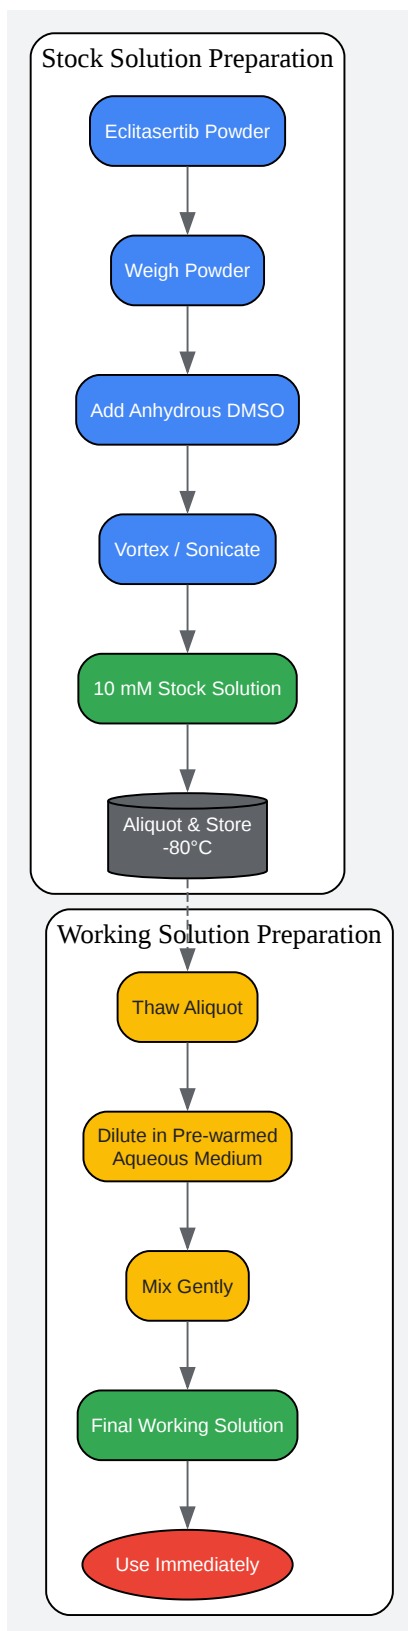 Stock Solution Preparation
Eclitasertib Powder
Weigh Powder
Add Anhydrous DMSO
Vortex / Sonicate
10 mM Stock Solution
Aliquot & Store
-80°C
Working Solution Preparation
Thaw Aliquot
Dilute in Pre-warmed
Aqueous Medium
Mix Gently
Final Working Solution
Use Immediately